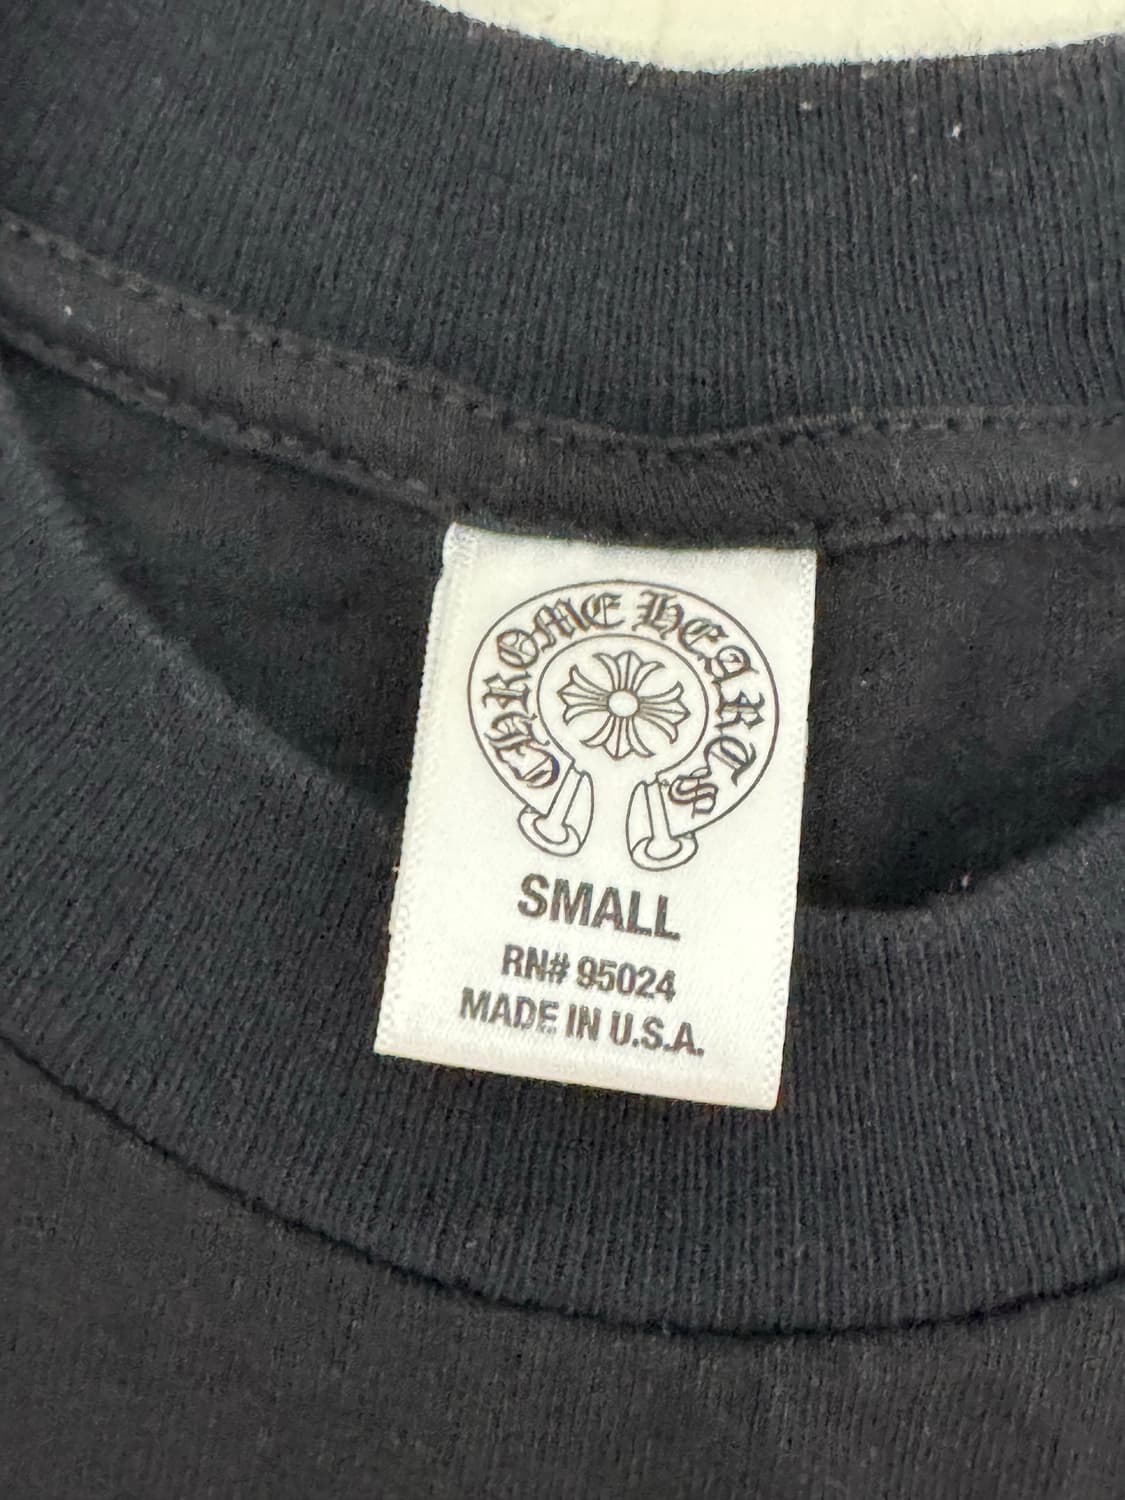 CHROME HEARTS
SMALL
RN# 95024
MADE IN U.S.A.